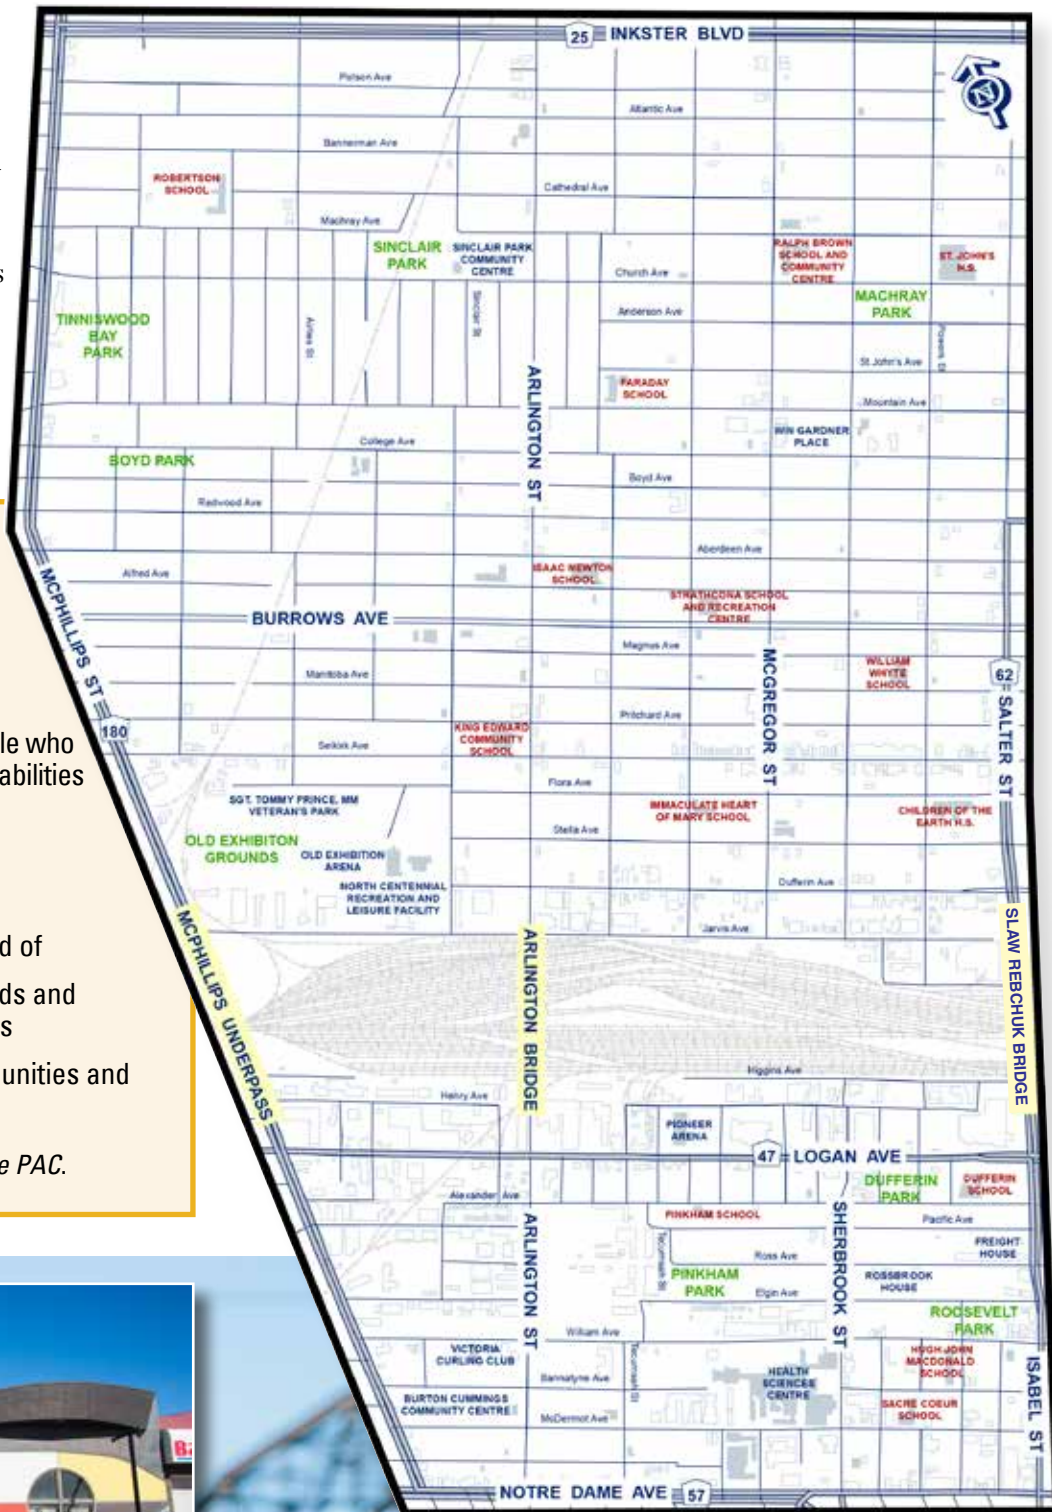 25 INKSTER BLVD
Polson Ave
Atlantic Ave
Bannerman Ave
ROBERTSON
SCHOOL
Cathedral Ave
Machray Ave
SINCLAIR
PARK
SINCLAIR PARK
COMMUNITY
CENTRE
RALPH BROWN
SCHOOL AND
COMMUNITY
CENTRE
ST. JOHN'S
H.S.
Church Ave
s
TINNISWOOD
BAY
PARK
Airlies St
Sinclair St
Anderson Ave
MACHRAY
PARK
Powers St
St John's Ave
ARLINGTON ST
FARADAY
SCHOOL
Mountain Ave
WIN GARDNER
PLACE
College Ave
BOYD PARK
Boyd Ave
Redwood Ave
Aberdeen Ave
Alfred Ave
ISAAC NEWTON
SCHOOL
STRATHCONA SCHOOL
AND RECREATION
CENTRE
MCPHILLIPS ST
BURROWS AVE
Magnus Ave
MCGREGOR ST
WILLIAM
WHYTE
SCHOOL
62
SALTER ST
Manitoba Ave
Pritchard Ave
180
Selkirk Ave
KING EDWARD
COMMUNITY
SCHOOL
le who
abilities
Flora Ave
SGT. TOMMY PRINCE, MM
VETERAN'S PARK
IMMACULATE HEART
OF MARY SCHOOL
CHILDREN OF THE
EARTH H.S.
Stella Ave
OLD EXHIBITON
GROUNDS
OLD EXHIBITION
ARENA
NORTH CENTENNIAL
RECREATION AND
LEISURE FACILITY
Dufferin Ave
Jarvis Ave
MCPHILLIPS UNDERPASS
ARLINGTON BRIDGE
SLAW REBCHUK BRIDGE
d of
ds and
s
unities and
e PAC.
Higgins Ave
Henry Ave
PIONEER
ARENA
47 LOGAN AVE
DUFFERIN
PARK
DUFFERIN
SCHOOL
Alexander Ave
ARLINGTON ST
PINKHAM SCHOOL
SHERBROOK ST
Pacific Ave
Tecumseh St
Ross Ave
FREIGHT
HOUSE
PINKHAM
PARK
Elgin Ave
ROSSBROOK
HOUSE
ROOSEVELT
PARK
William Ave
VICTORIA
CURLING CLUB
Tecumseh St
HUGH JOHN
MACDONALD
SCHOOL
ISABEL ST
Bannatyne Ave
HEALTH
SCIENCES
CENTRE
BURTON CUMMINGS
COMMUNITY CENTRE
McDermot Ave
SACRE COEUR
SCHOOL
NOTRE DAME AVE 57